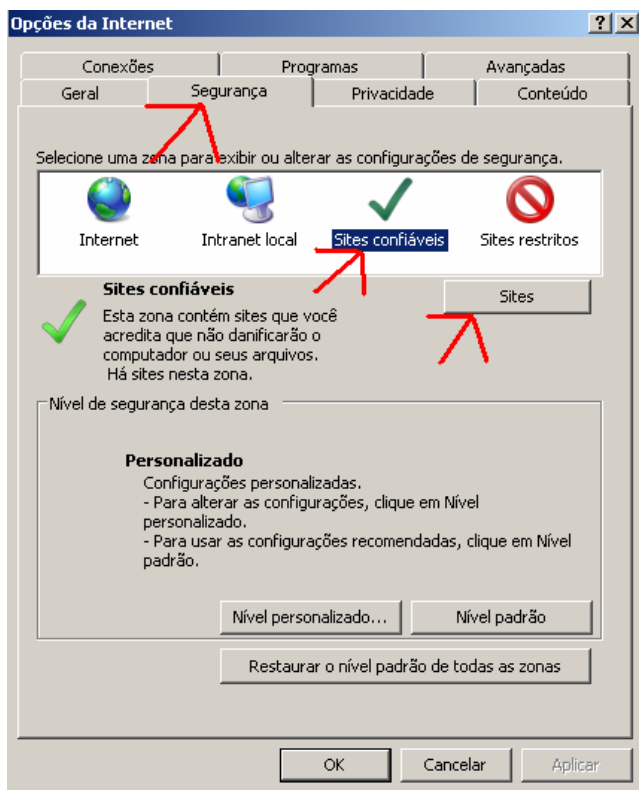 Opções da Internet
Conexões Programas Avançadas
Geral Segurança Privacidade Conteúdo
Selecione uma zona para exibir ou alterar as configurações de segurança.
Internet Intranet local Sites confiáveis Sites restritos
Sites confiáveis
Sites
Esta zona contém sites que você
acredita que não danificarão o
computador ou seus arquivos.
Há sites nesta zona.
Nível de segurança desta zona
Personalizado
Configurações personalizadas.
- Para alterar as configurações, clique em Nível
personalizado.
- Para usar as configurações recomendadas, clique em Nível
padrão.
Nível personalizado... Nível padrão
Restaurar o nível padrão de todas as zonas
OK Cancelar Aplicar